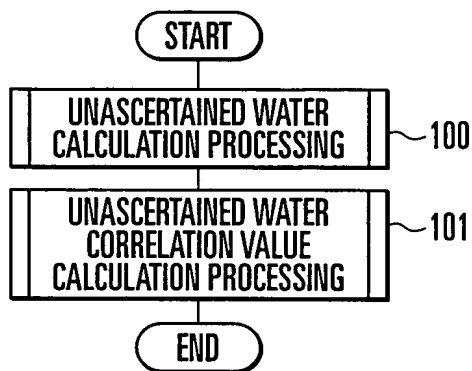 START
UNASCERTAINED WATER
CALCULATION PROCESSING
100
UNASCERTAINED WATER
CORRELATION VALUE
CALCULATION PROCESSING
101
END